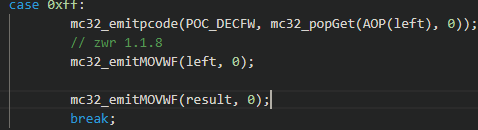 case 0xff:
mc32_emitpcode(POC_DECFW, mc32_popGet(AOP(left), 0));
// zwr 1.1.8
mc32_emitMOVWF(left, 0);
mc32_emitMOVWF(result, 0);
break;